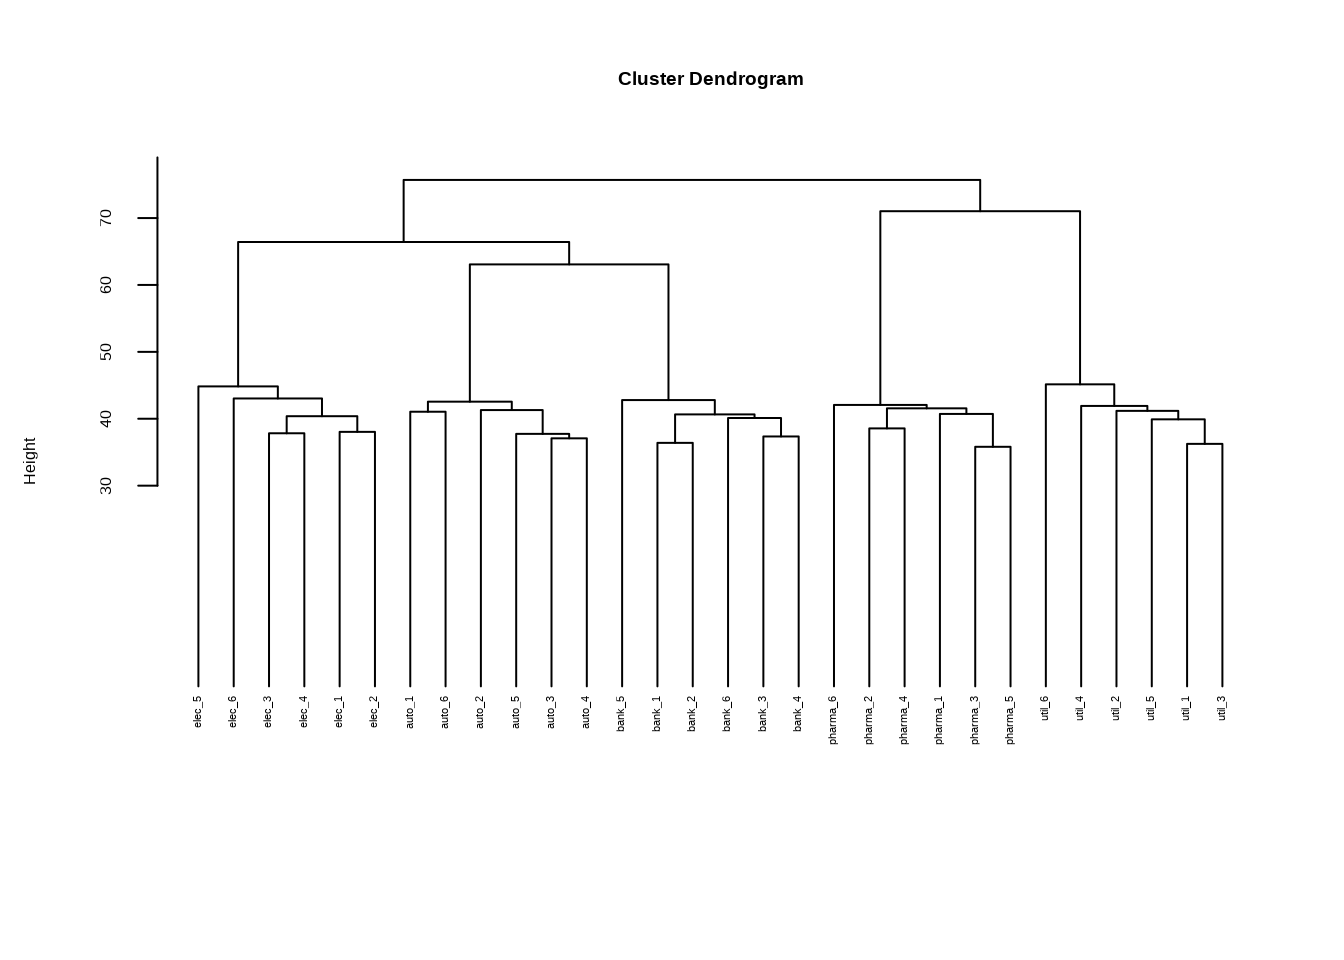 Cluster Dendrogram
Height
70
60
50
40
30
elec_5
elec_6
elec_3
elec_4
elec_1
elec_2
auto_1
auto_6
auto_2
auto_5
auto_3
auto_4
bank_5
bank_1
bank_2
bank_6
bank_3
bank_4
pharma_6
pharma_2
pharma_4
pharma_1
pharma_3
pharma_5
util_6
util_4
util_2
util_5
util_1
util_3